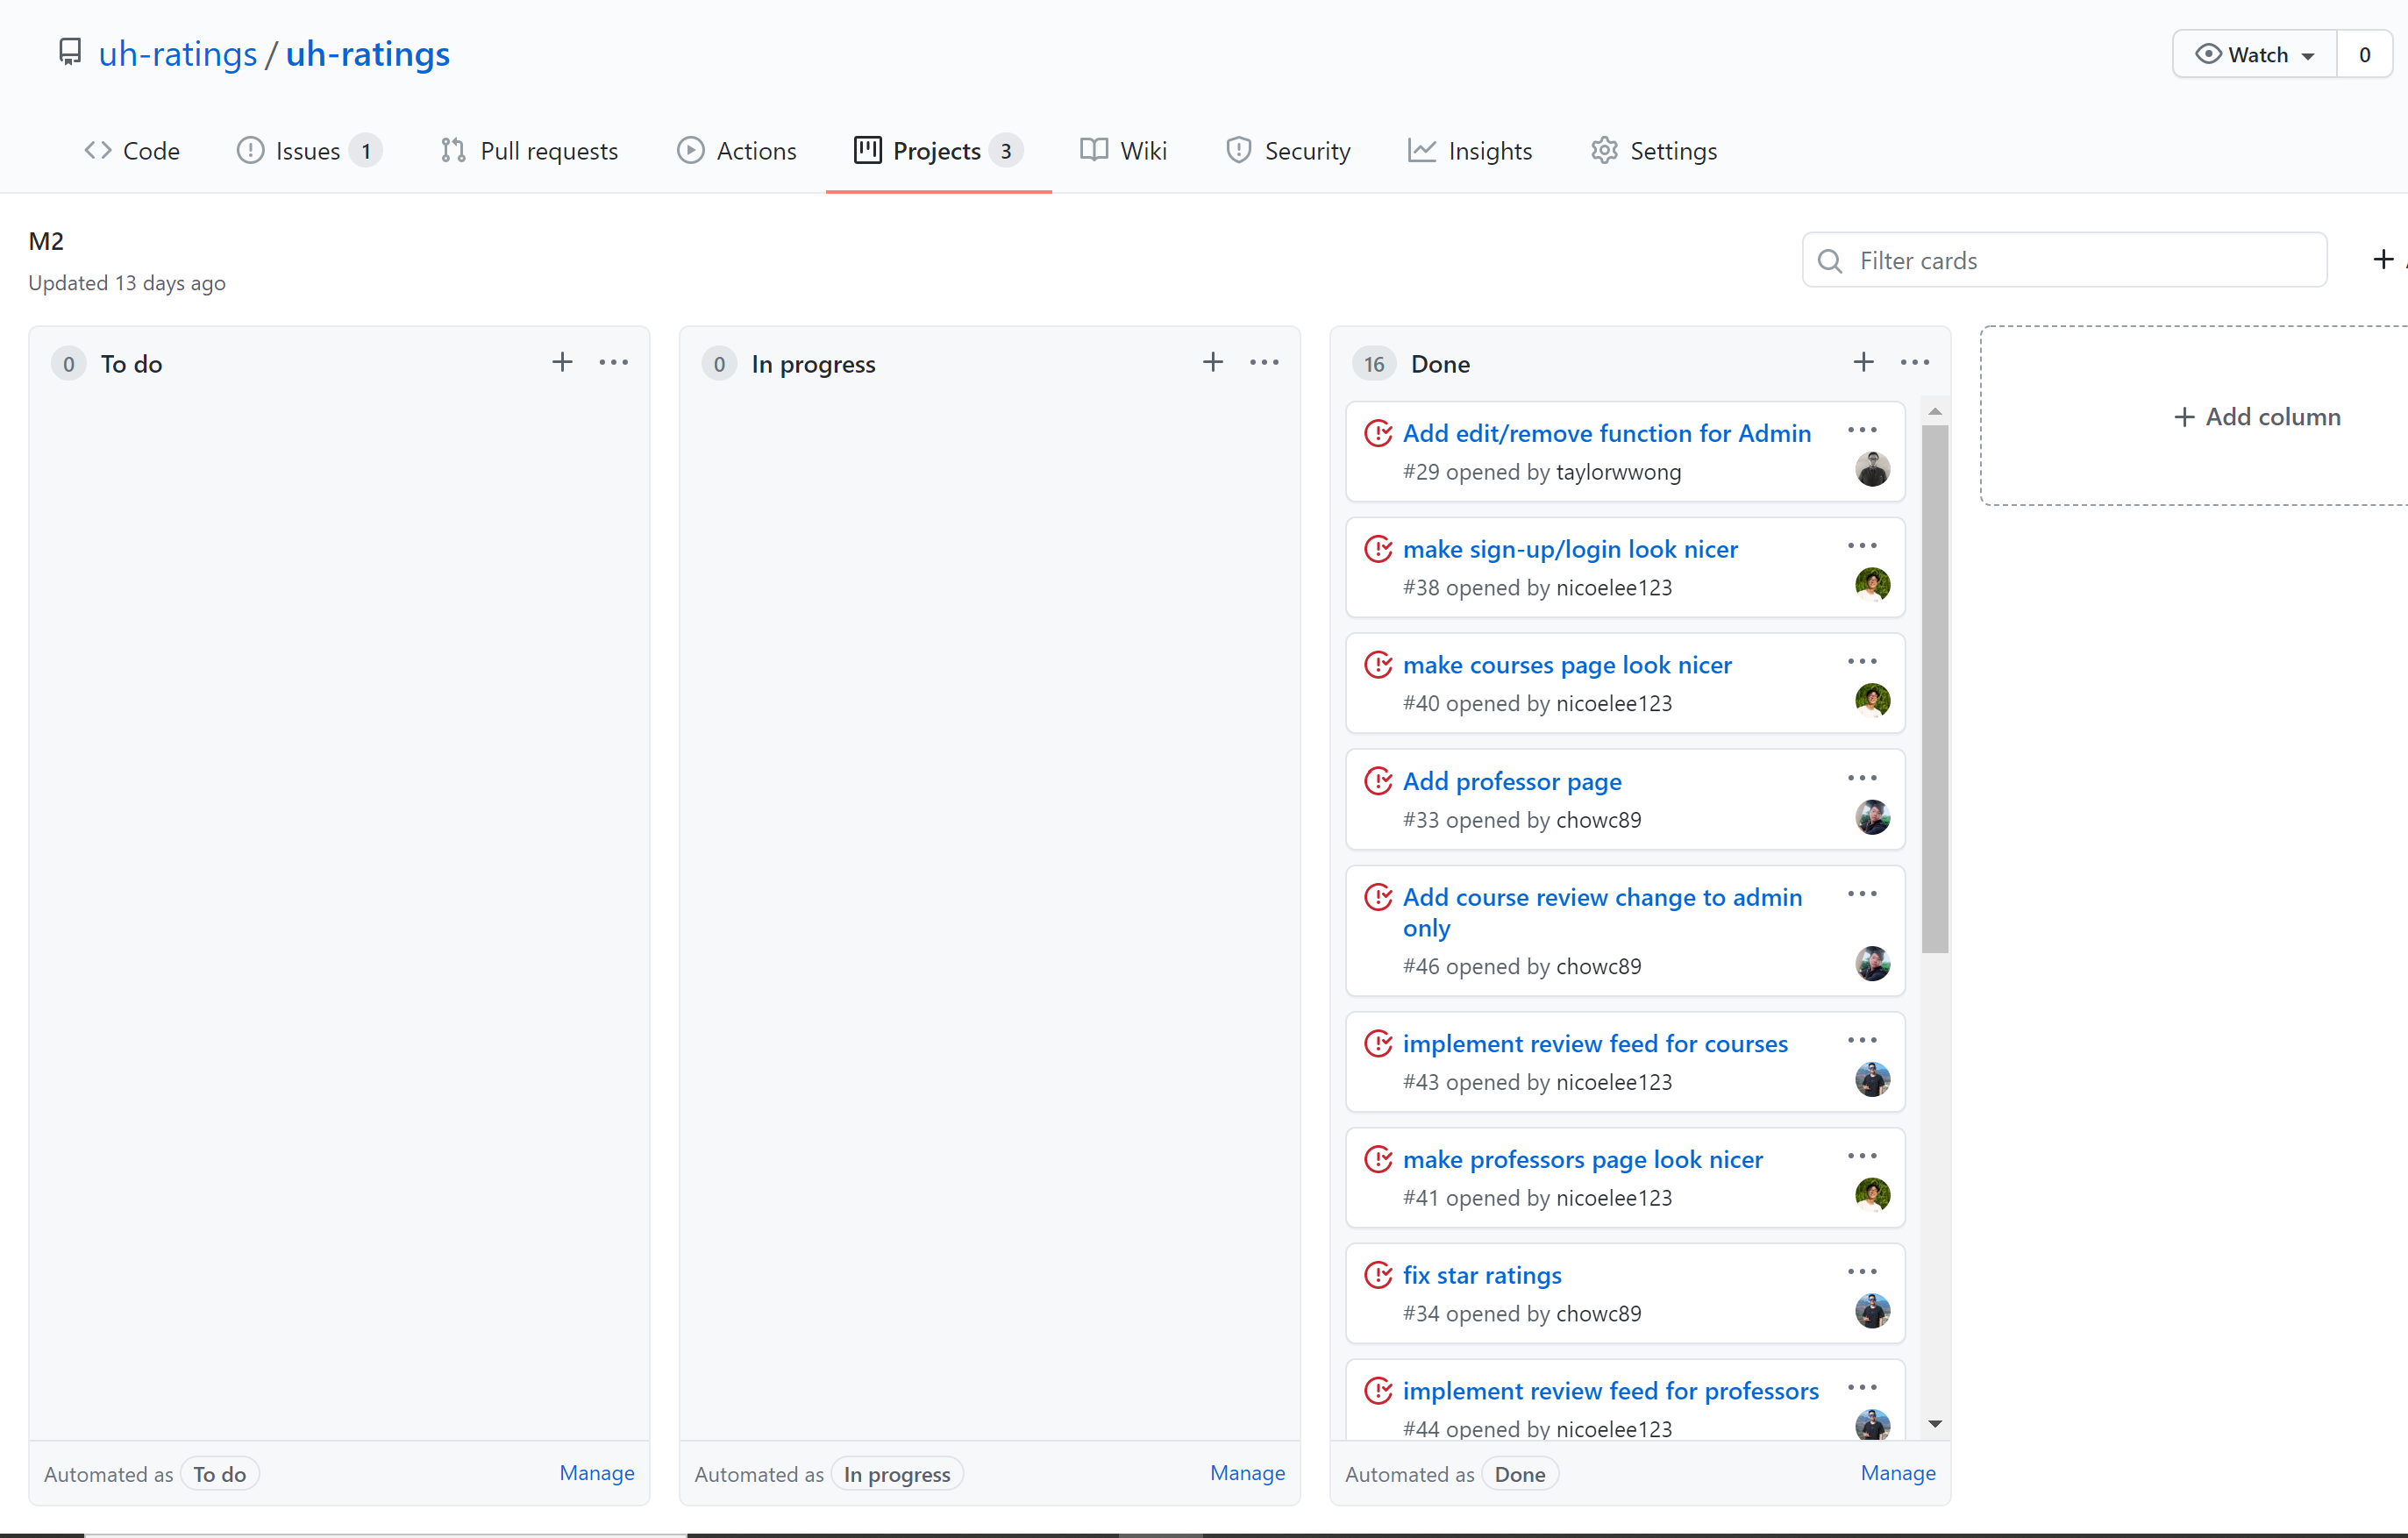 uh-ratings / uh-ratings
Watch 0
Code
Issues 1
Pull requests
Actions
Projects 3
Wiki
Security
Insights
Settings
M2
Updated 13 days ago
Filter cards
0 To do
Automated as To do
Manage
0 In progress
Automated as In progress
Manage
16 Done
Add edit/remove function for Admin
#29 opened by taylorwwong
make sign-up/login look nicer
#38 opened by nicoelee123
make courses page look nicer
#40 opened by nicoelee123
Add professor page
#33 opened by chowc89
Add course review change to admin
only
#46 opened by chowc89
implement review feed for courses
#43 opened by nicoelee123
make professors page look nicer
#41 opened by nicoelee123
fix star ratings
#34 opened by chowc89
implement review feed for professors
#44 opened by nicoelee123
Automated as Done
Manage
+ Add column